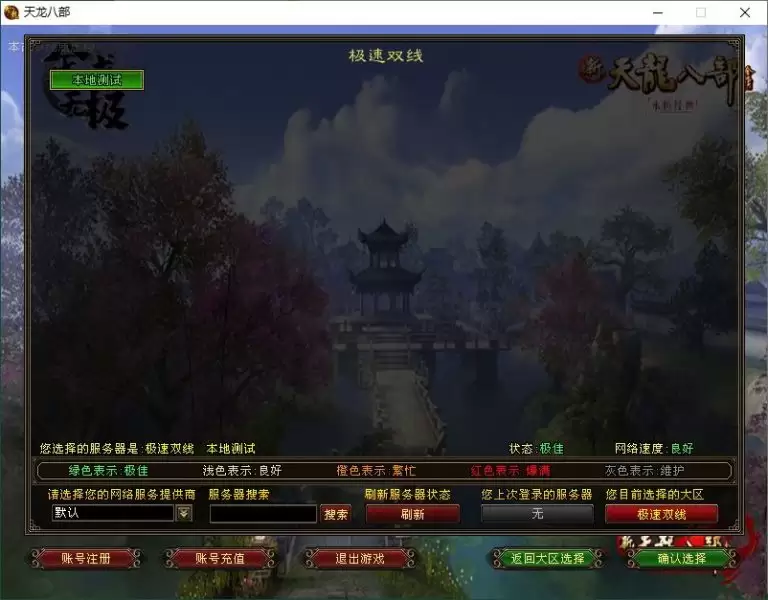 天龙八部
极速双线
本地测试
新天龍八部
您选择的服务器是:极速双线 本地测试 状态:极佳 网络速度:良好
绿色表示:极佳 浅色表示:良好 橙色表示:繁忙 红色表示:爆满 灰色表示:维护
请选择您的网络服务提供商 服务器搜索 刷新服务器状态 您上次登录的服务器 您目前选择的大区
默认 搜索 刷新 无 极速双线
账号注册 账号充值 退出游戏 返回大区选择 确认选择